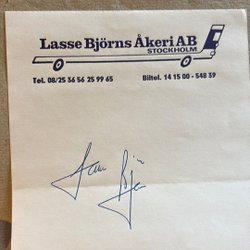 Lasse Björns Åkeri AB
STOCKHOLM
Tel. 08/25 36 56 25 99 65
Biltel. 14 15 00 - 548 39